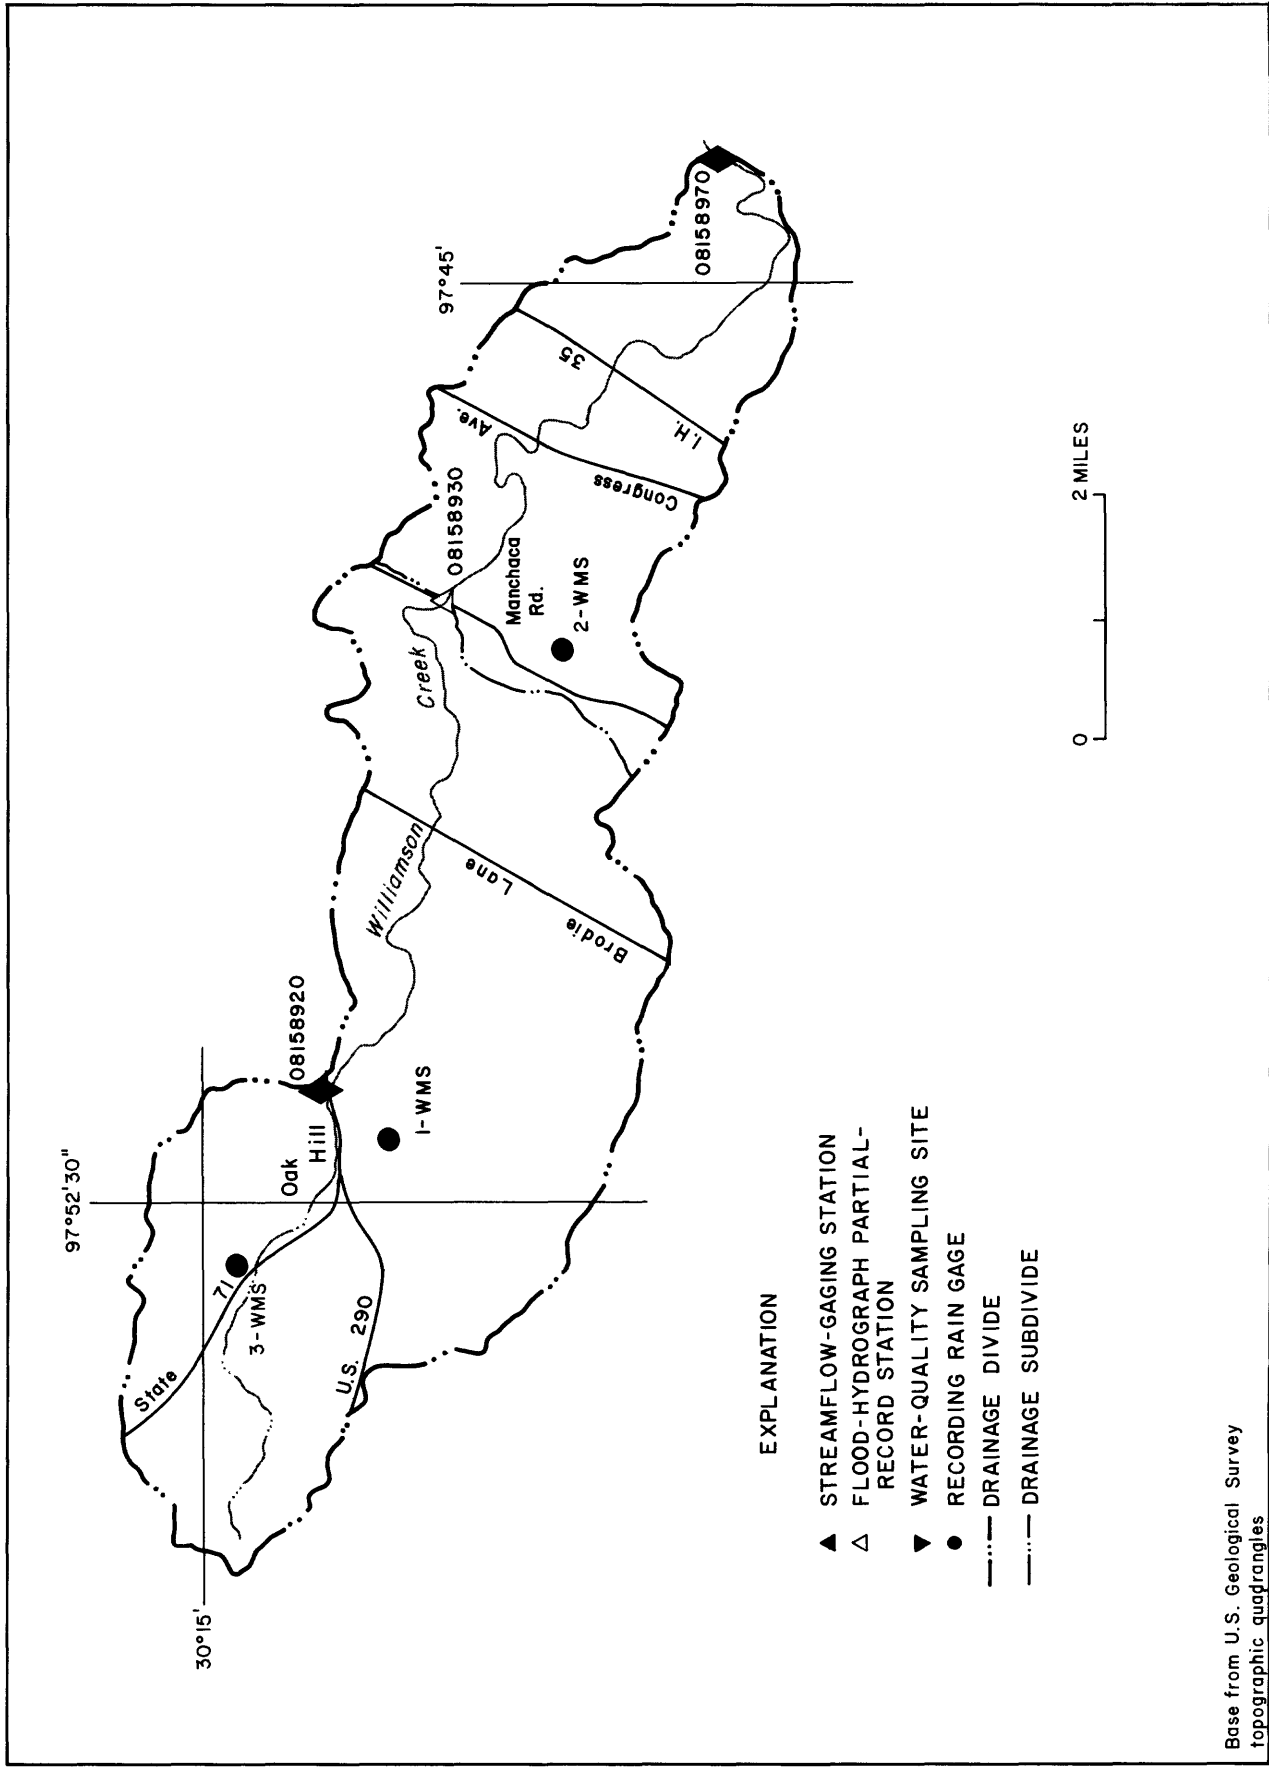 97°52'30"
30°15'
State
71
3-WMS
U.S. 290
Oak
Hill
08158920
1-WMS
Williamson
Creek
Brodie
Lane
08158930
Manchaca
Rd.
2-WMS
Congress
Ave.
I.H.
35
97°45'
08158970
EXPLANATION
STREAMFLOW-GAGING STATION
FLOOD-HYDROGRAPH PARTIAL-
RECORD STATION
WATER-QUALITY SAMPLING SITE
RECORDING RAIN GAGE
DRAINAGE DIVIDE
DRAINAGE SUBDIVIDE
0 1 2 MILES
Base from U.S. Geological Survey
topographic quadrangles